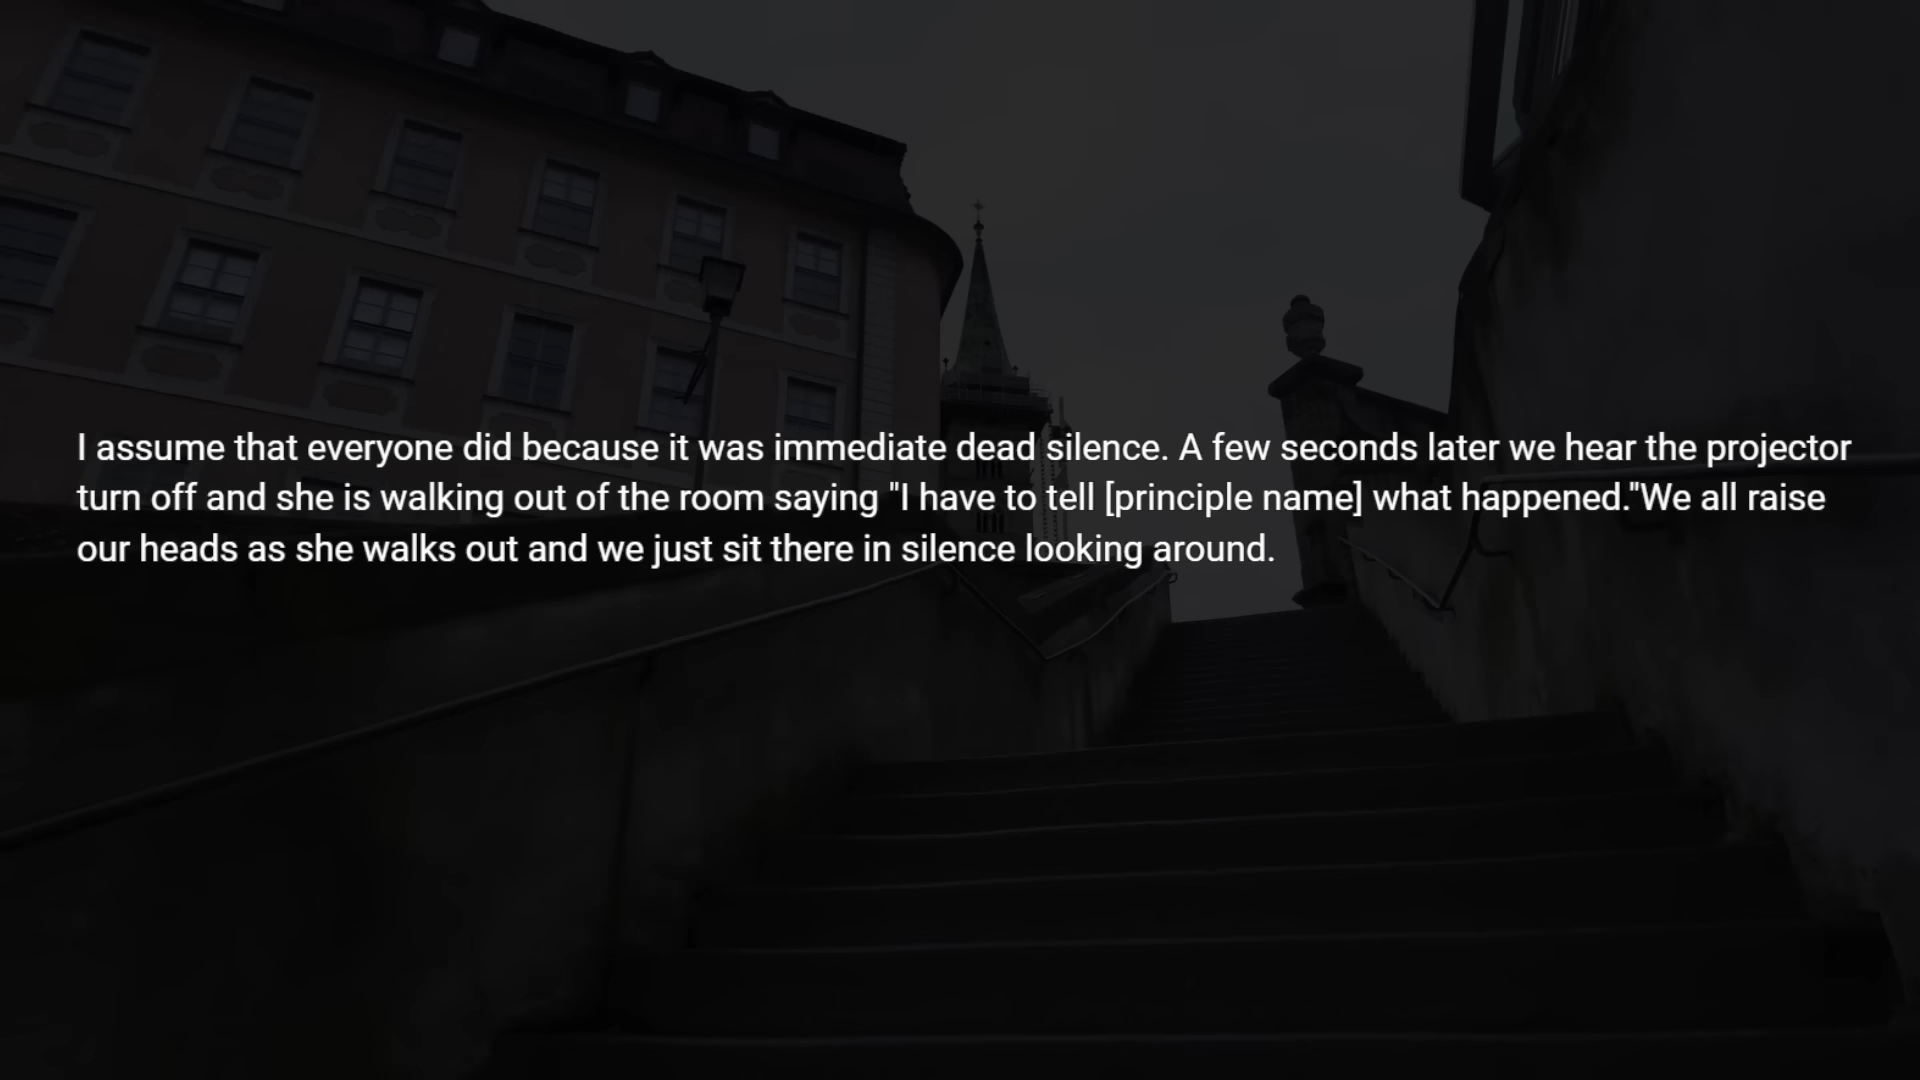 I assume that everyone did because it was immediate dead silence. A few seconds later we hear the projector
turn off and she is walking out of the room saying "I have to tell [principle name] what happened."We all raise
our heads as she walks out and we just sit there in silence looking around.